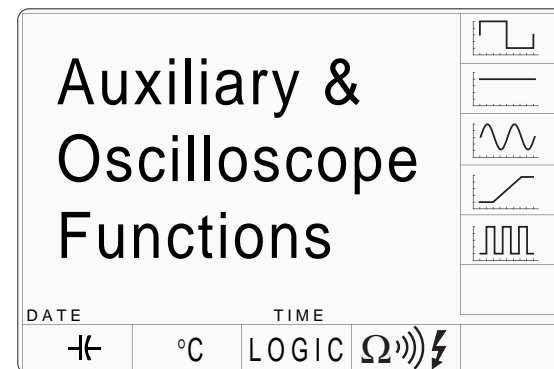 Auxiliary &
Oscilloscope
Functions
DATE TIME
°C LOGIC Ω